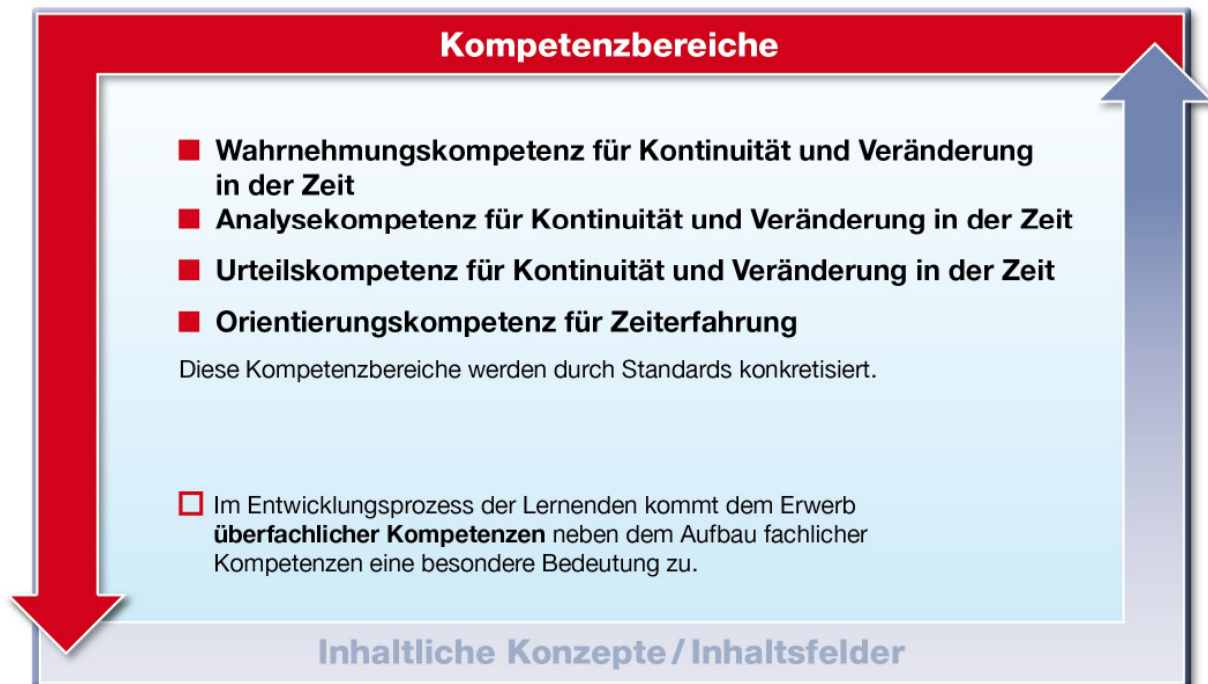 Kompetenzbereiche
Wahrnehmungskompetenz für Kontinuität und Veränderung
in der Zeit
Analysekompetenz für Kontinuität und Veränderung in der Zeit
Urteilskompetenz für Kontinuität und Veränderung in der Zeit
Orientierungskompetenz für Zeiterfahrung
Diese Kompetenzbereiche werden durch Standards konkretisiert.
Im Entwicklungsprozess der Lernenden kommt dem Erwerb
überfachlicher Kompetenzen neben dem Aufbau fachlicher
Kompetenzen eine besondere Bedeutung zu.
Inhaltliche Konzepte / Inhaltsfelder